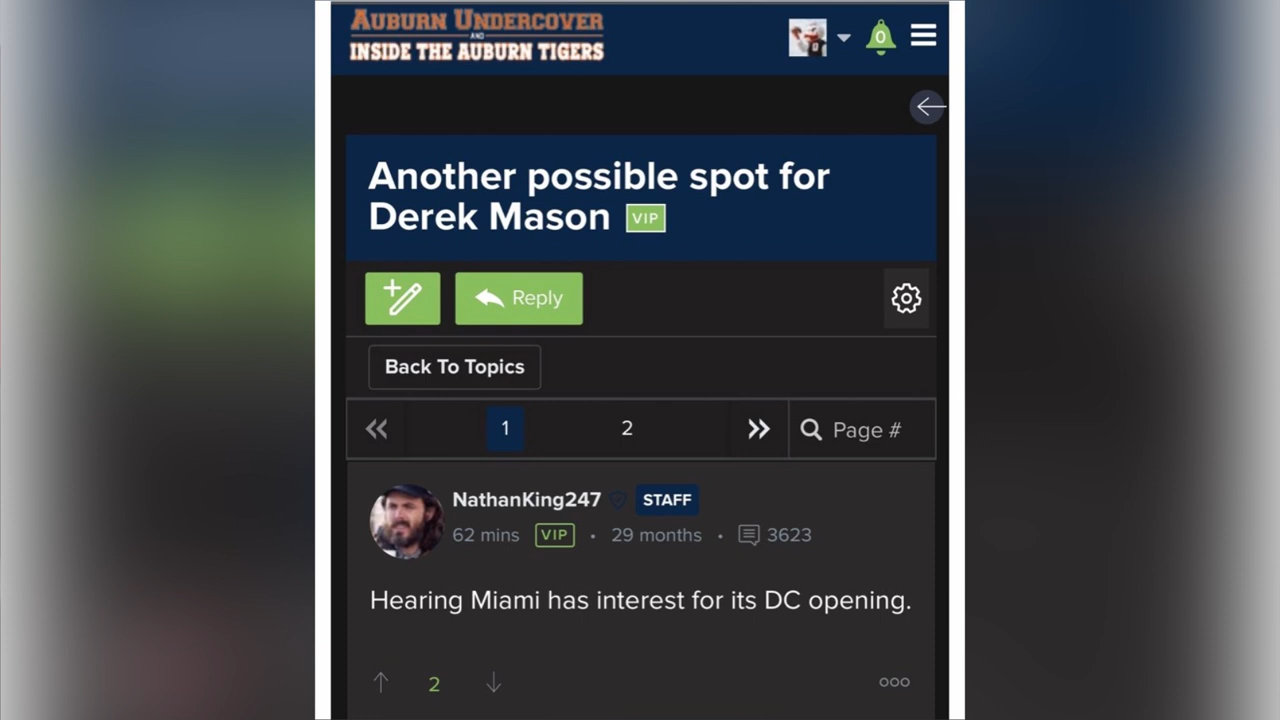 AUBURN UNDERCOVER
AND
INSIDE THE AUBURN TIGERS
0
Another possible spot for
Derek Mason VIP
Reply
Back To Topics
1 2 Page #
NathanKing247 STAFF
62 mins VIP • 29 months • 3623
Hearing Miami has interest for its DC opening.
2